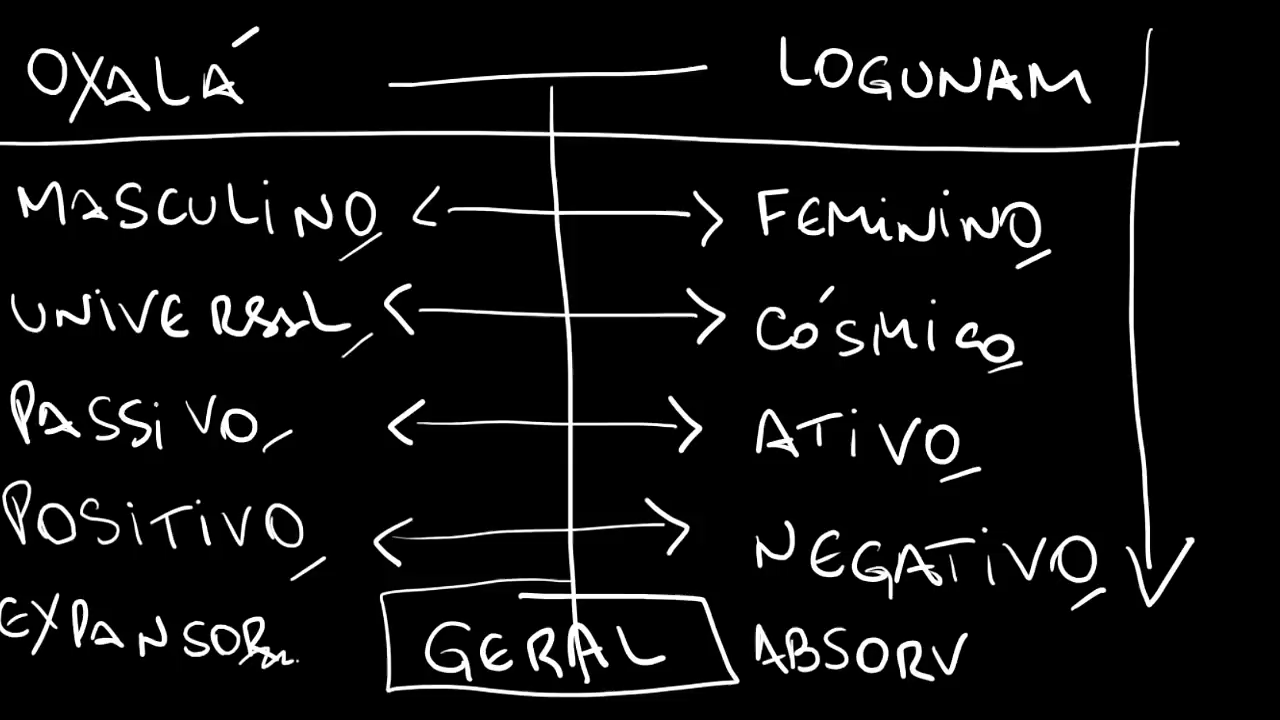 OXALÁ LOGUNAM
MASCULINO FEMININO
UNIVERSAL CÓSMICO
PASSIVO ATIVO
POSITIVO NEGATIVO
EXPANSOR GERAL ABSORV